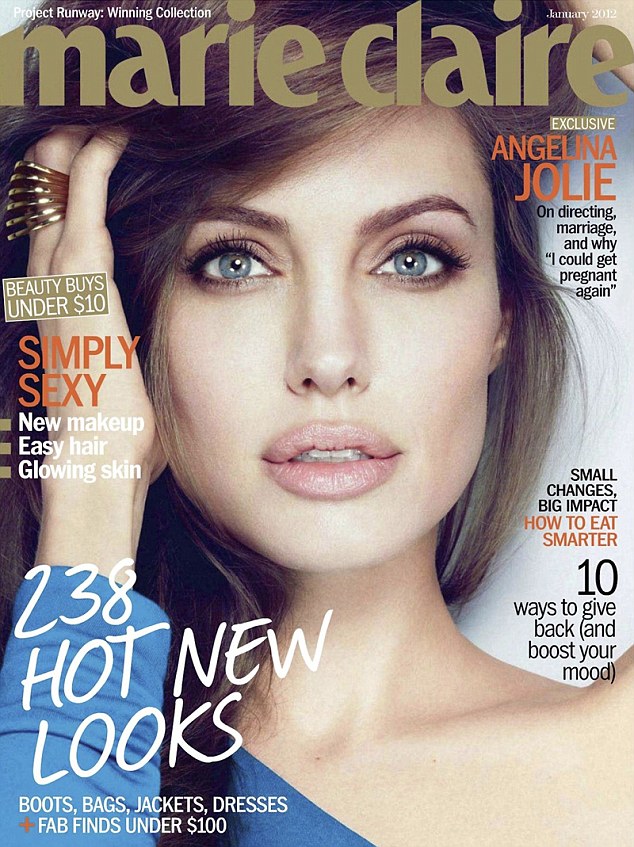 Project Runway: Winning Collection
January 2012
marie claire
EXCLUSIVE
ANGELINA
JOLIE
On directing,
marriage,
and why
“I could get
pregnant
again”
BEAUTY BUYS
UNDER $10
SIMPLY
SEXY
New makeup
Easy hair
Glowing skin
SMALL
CHANGES,
BIG IMPACT
HOW TO EAT
SMARTER
10
ways to give
back (and
boost your
mood)
238
HOT NEW
LOOKS
BOOTS, BAGS, JACKETS, DRESSES
+ FAB FINDS UNDER $100